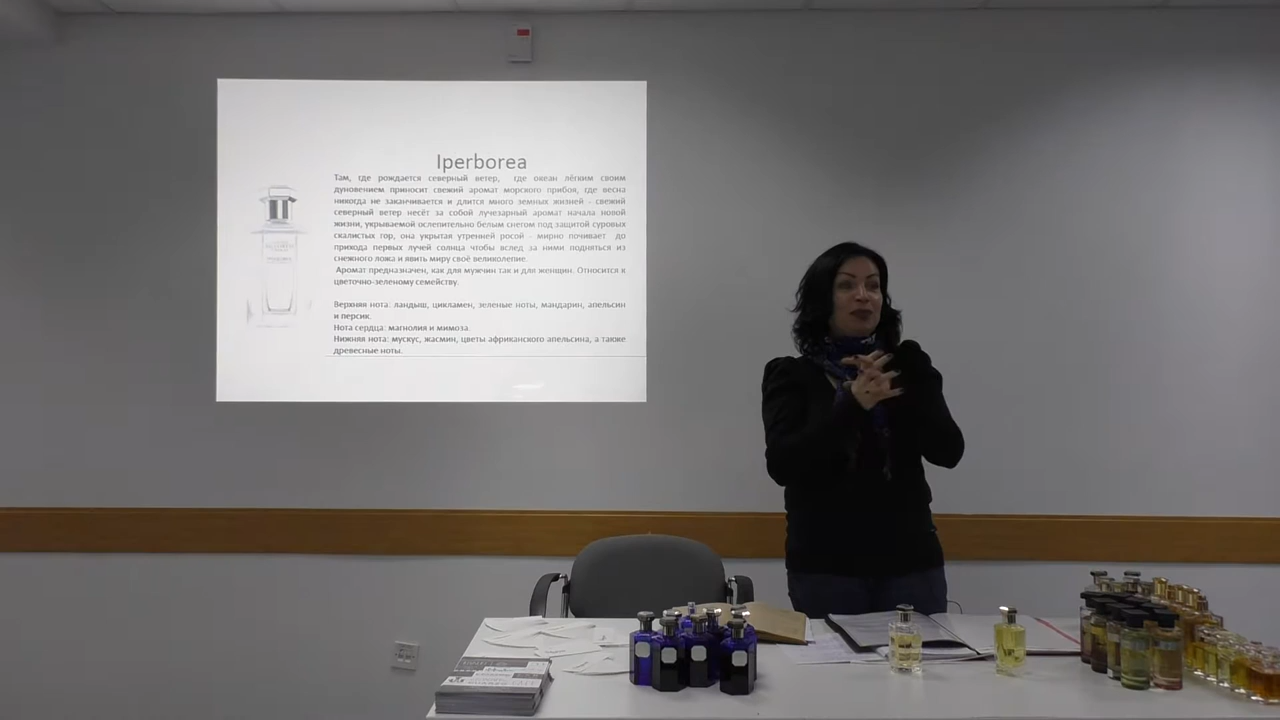 Iperborea
Там, где рождается северный ветер, где океан лёгким своим
дуновением приносит свежий аромат морского прибоя, где весна
никогда не заканчивается и длится много земных жизней - свежий
северный ветер несёт за собой лучезарный аромат начала новой
жизни, укрываемой ослепительно белым снегом под защитой суровых
скалистых гор, она укрытая утренней росой - мирно почивает до
прихода первых лучей солнца чтобы вслед за ними подняться из
снежного ложа и явить миру своё великолепие.
Аромат предназначен, как для мужчин так и для женщин. Относится к
цветочно-зеленому семейству.
Верхняя нота: ландыш, цикламен, зеленые ноты, мандарин, апельсин
и персик.
Нота сердца: магнолия и мимоза.
Нижняя нота: мускус, жасмин, цветы африканского апельсина, а также
древесные ноты.